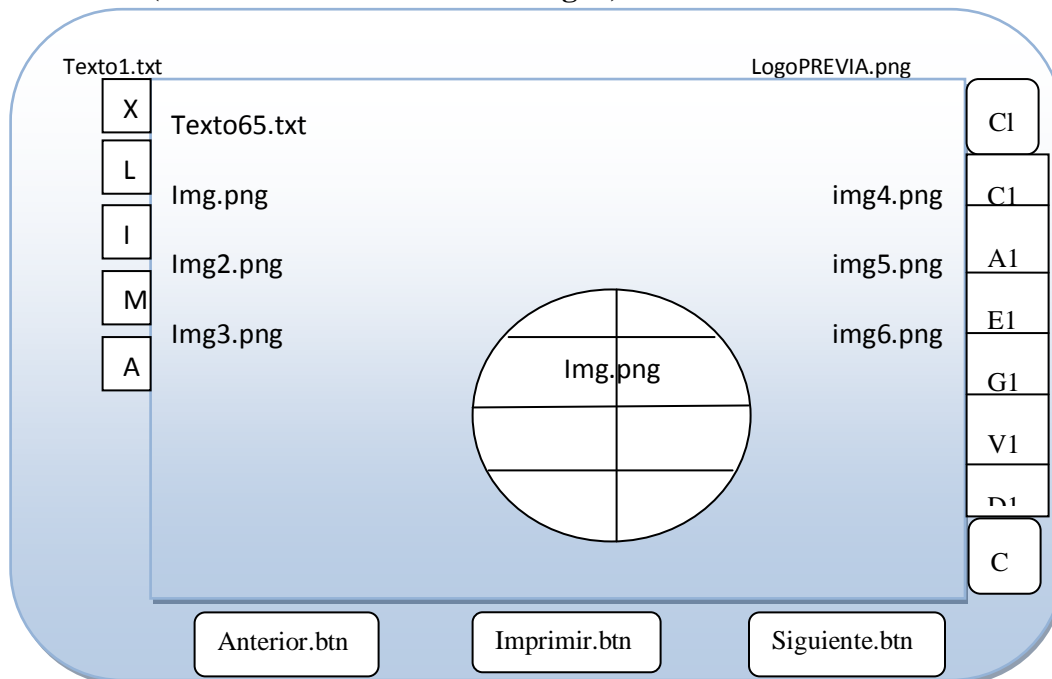 Texto1.txt
LogoPREVIA.png
X
L
I
M
A
Texto65.txt
Img.png
Img2.png
Img3.png
img4.png
img5.png
img6.png
Img.png
Cl
C1
A1
E1
G1
V1
D1
C
Anterior.btn
Imprimir.btn
Siguiente.btn